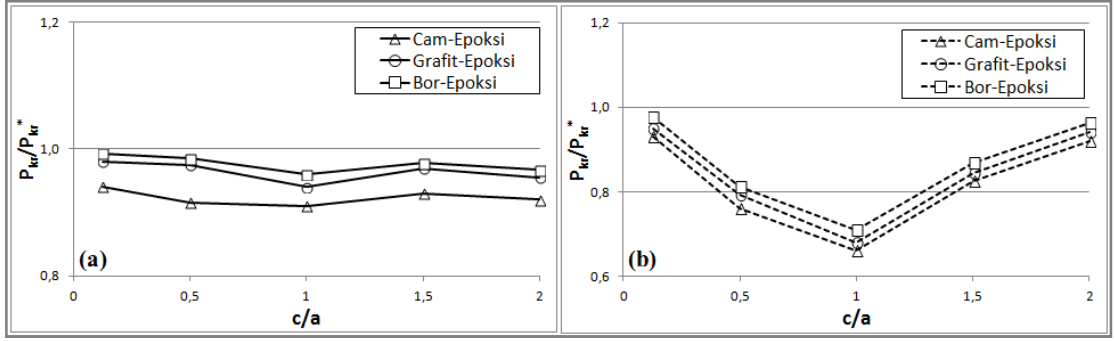 1,2
Cam-Epoksi
Grafit-Epoksi
Bor-Epoksi
1,0
0,8
Pkr/Pkr*
(a)
0
0,5
1
1,5
2
c/a
1,2
Cam-Epoksi
Grafit-Epoksi
Bor-Epoksi
1,0
0,8
0,6
Pkr/Pkr*
(b)
0
0,5
1
1,5
2
c/a